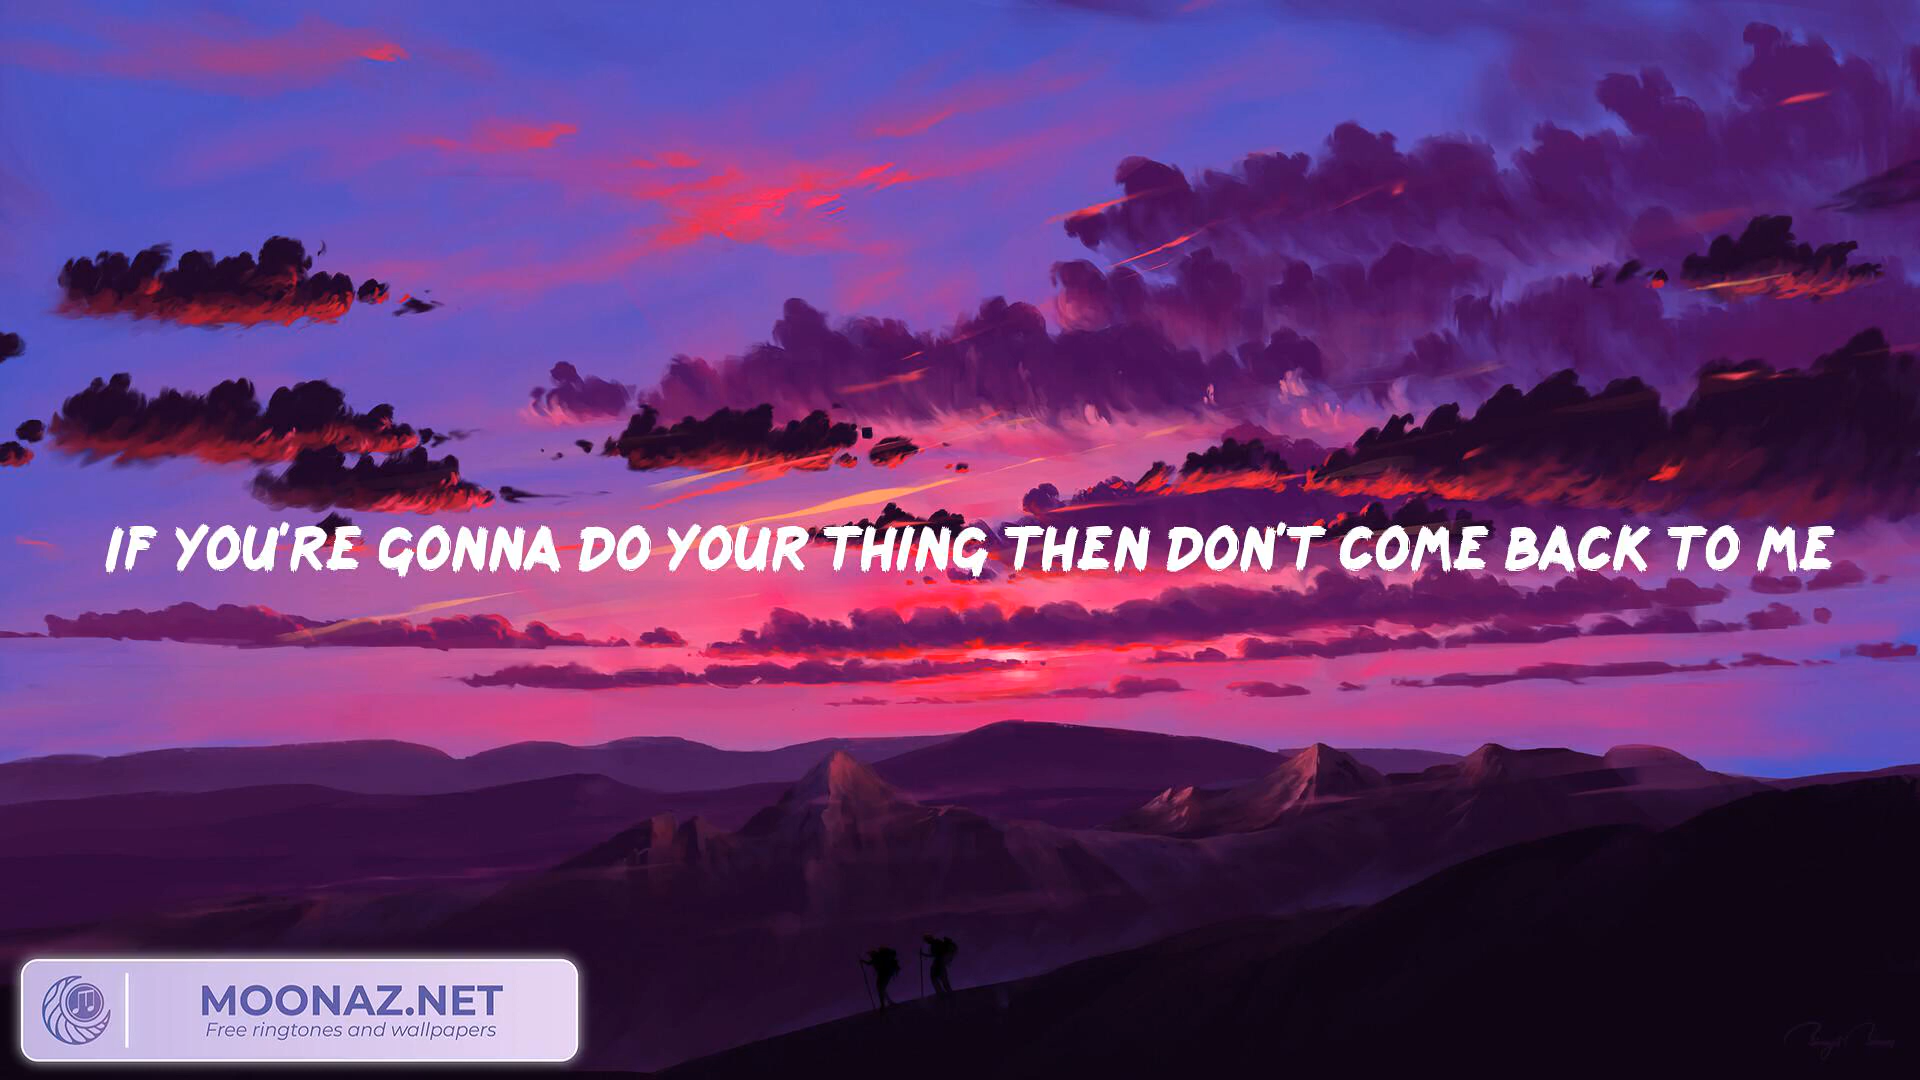 IF YOU'RE GONNA DO YOUR THING THEN DON'T COME BACK TO ME
MOONAZ.NET
Free ringtones and wallpapers